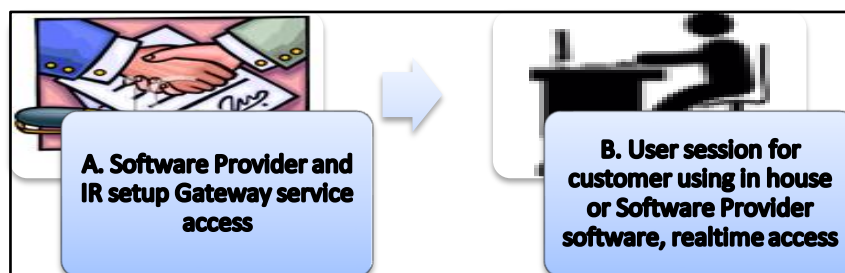 A. Software Provider and
IR setup Gateway service
access
B. User session for
customer using in house
or Software Provider
software, realtime access